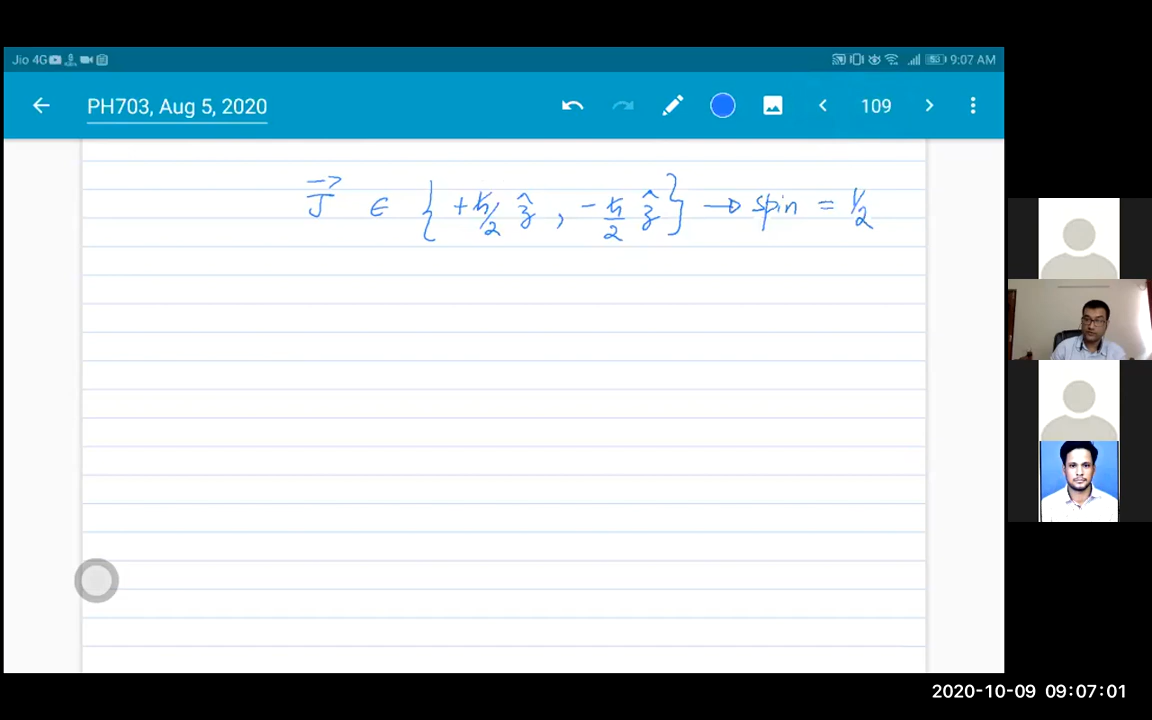 Jio 4G 9:07 AM
PH703, Aug 5, 2020 109
J⃗ ∈ { +ħ/2 ẑ , -ħ/2 ẑ } → spin = 1/2
2020-10-09 09:07:01